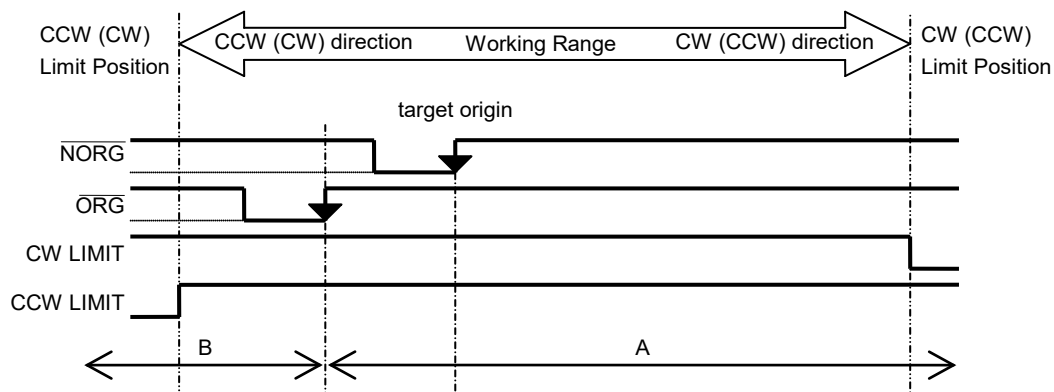 CCW (CW)
Limit Position
CCW (CW) direction
Working Range
CW (CCW) direction
CW (CCW)
Limit Position
target origin
NORG
ORG
CW LIMIT
CCW LIMIT
B
A